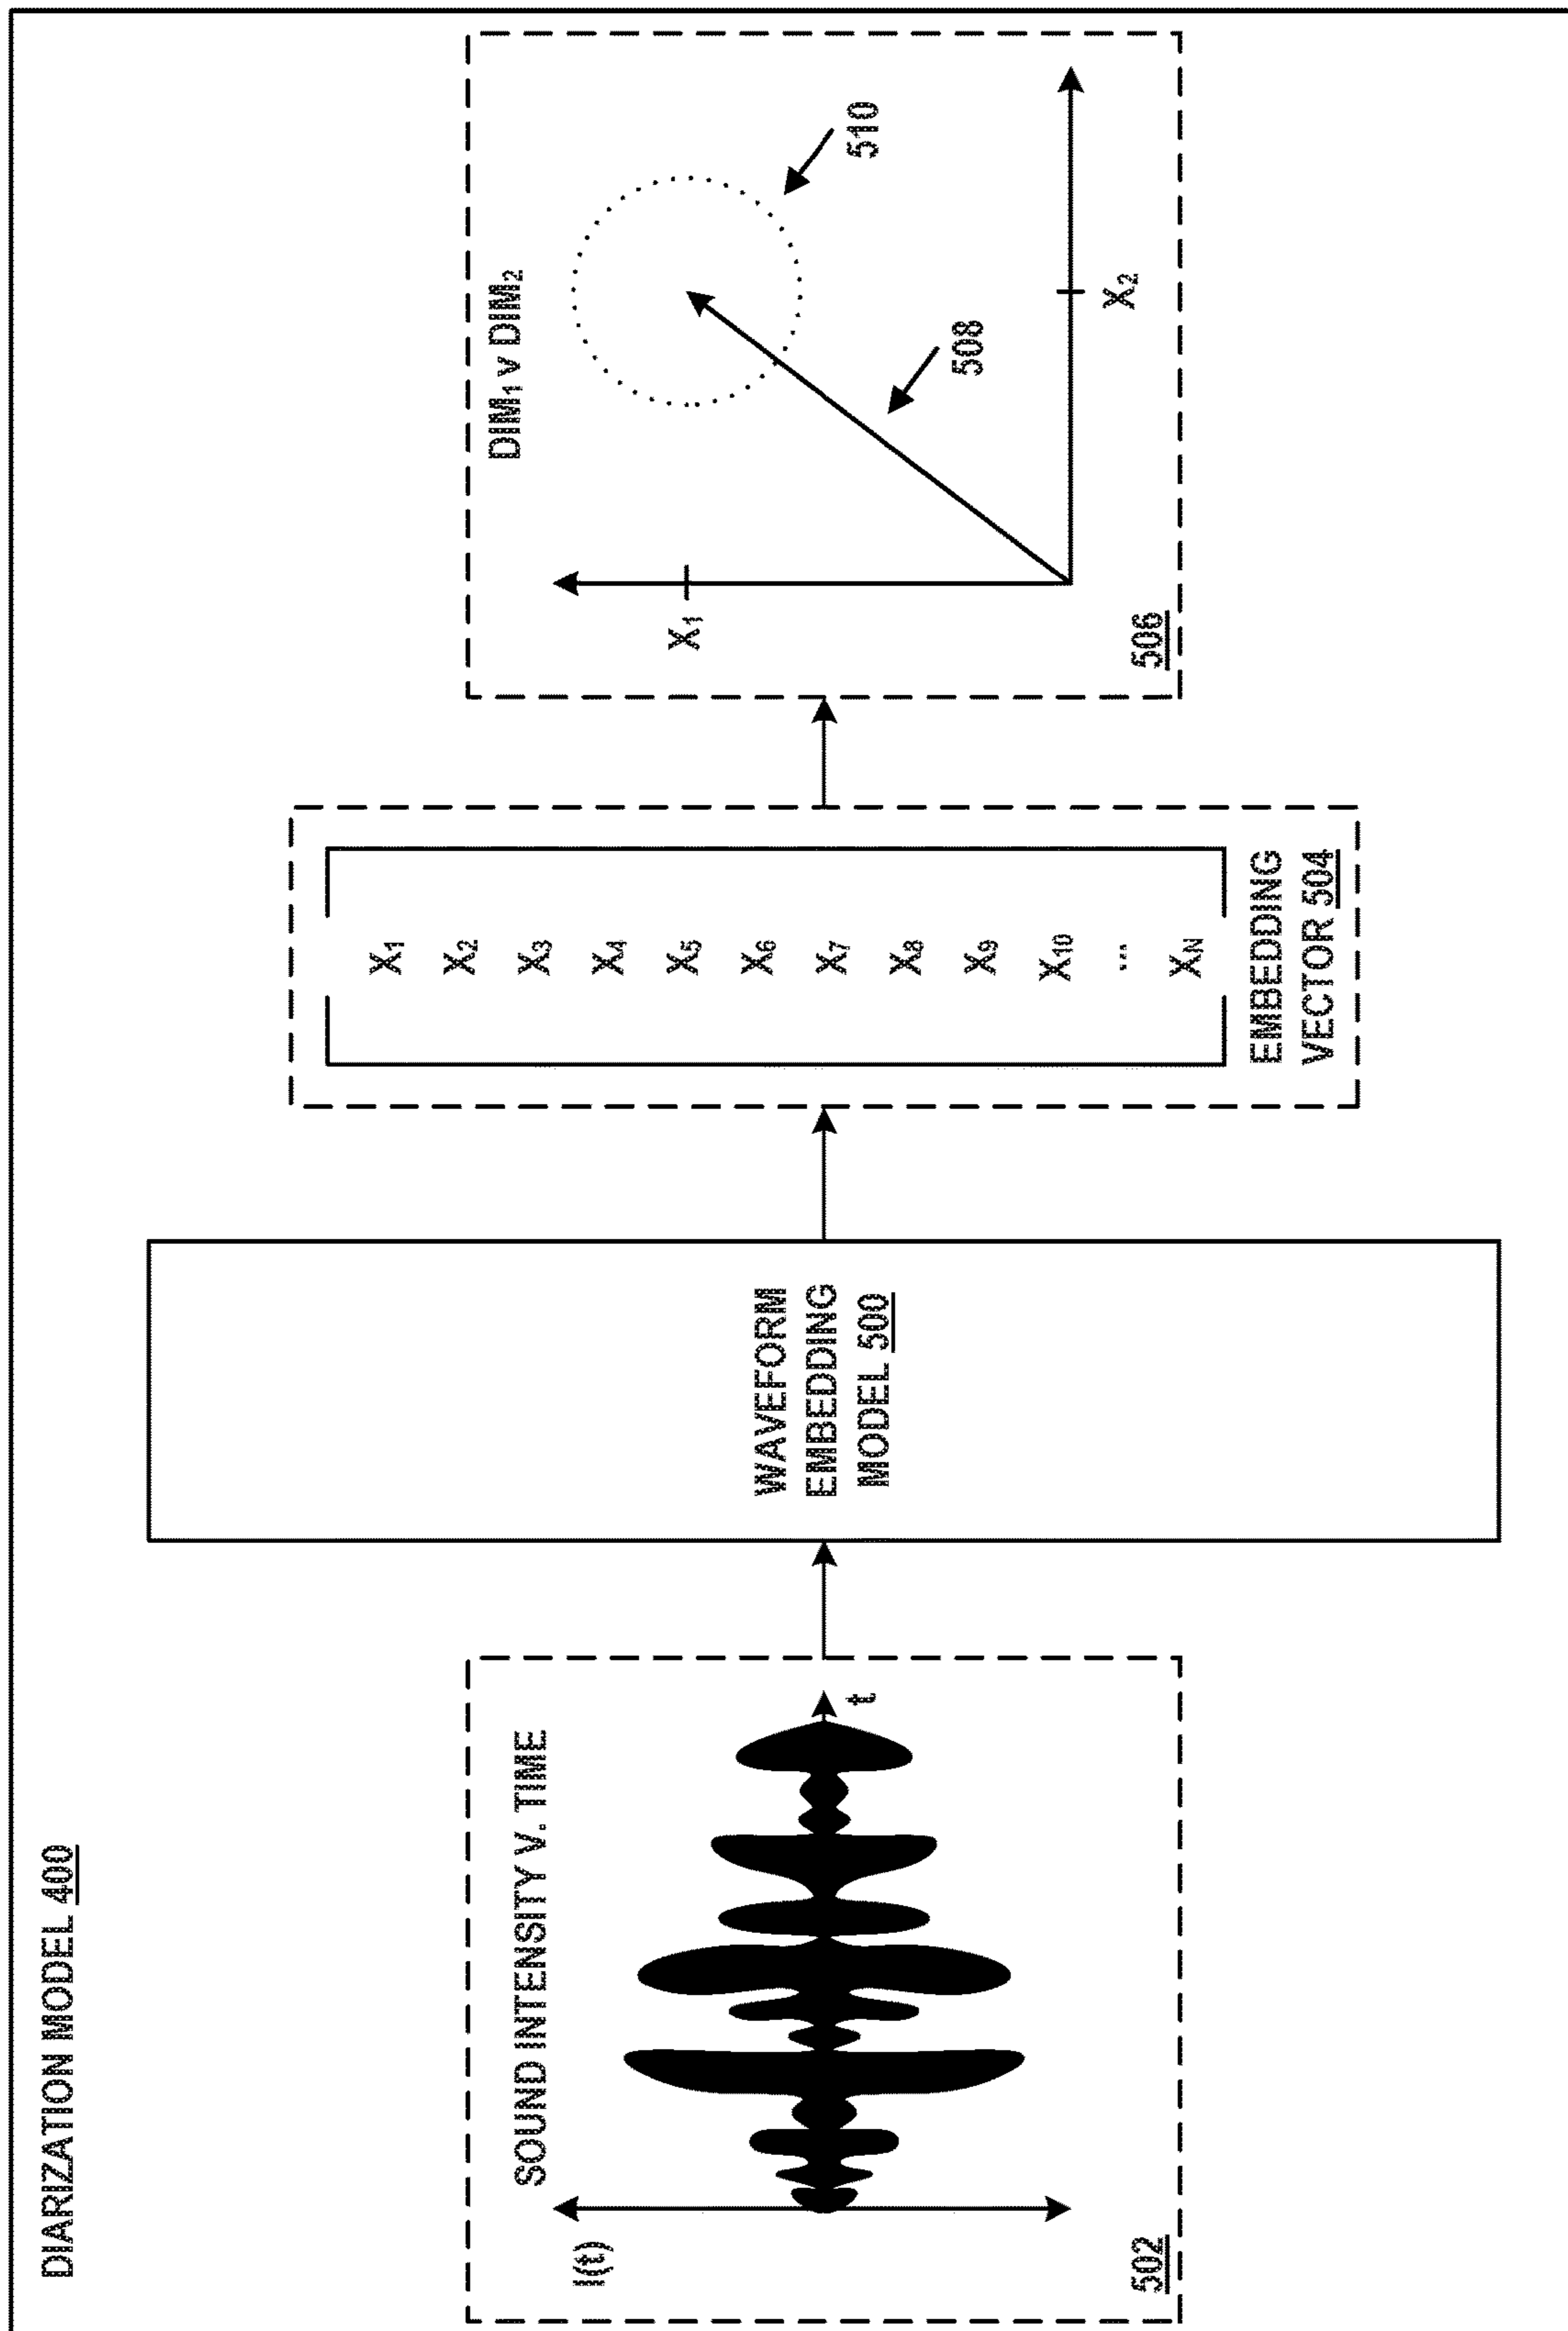 DIARIZATION MODEL 400
SOUND INTENSITY V. TIME
I(t)
t
502
WAVEFORM
EMBEDDING
MODEL 500
X₁
X₂
X₃
X₄
X₅
X₆
X₇
X₈
X₉
X₁₀
...
X_N
EMBEDDING
VECTOR 504
DIM₁ V DIM₂
X₁
510
508
X₂
506